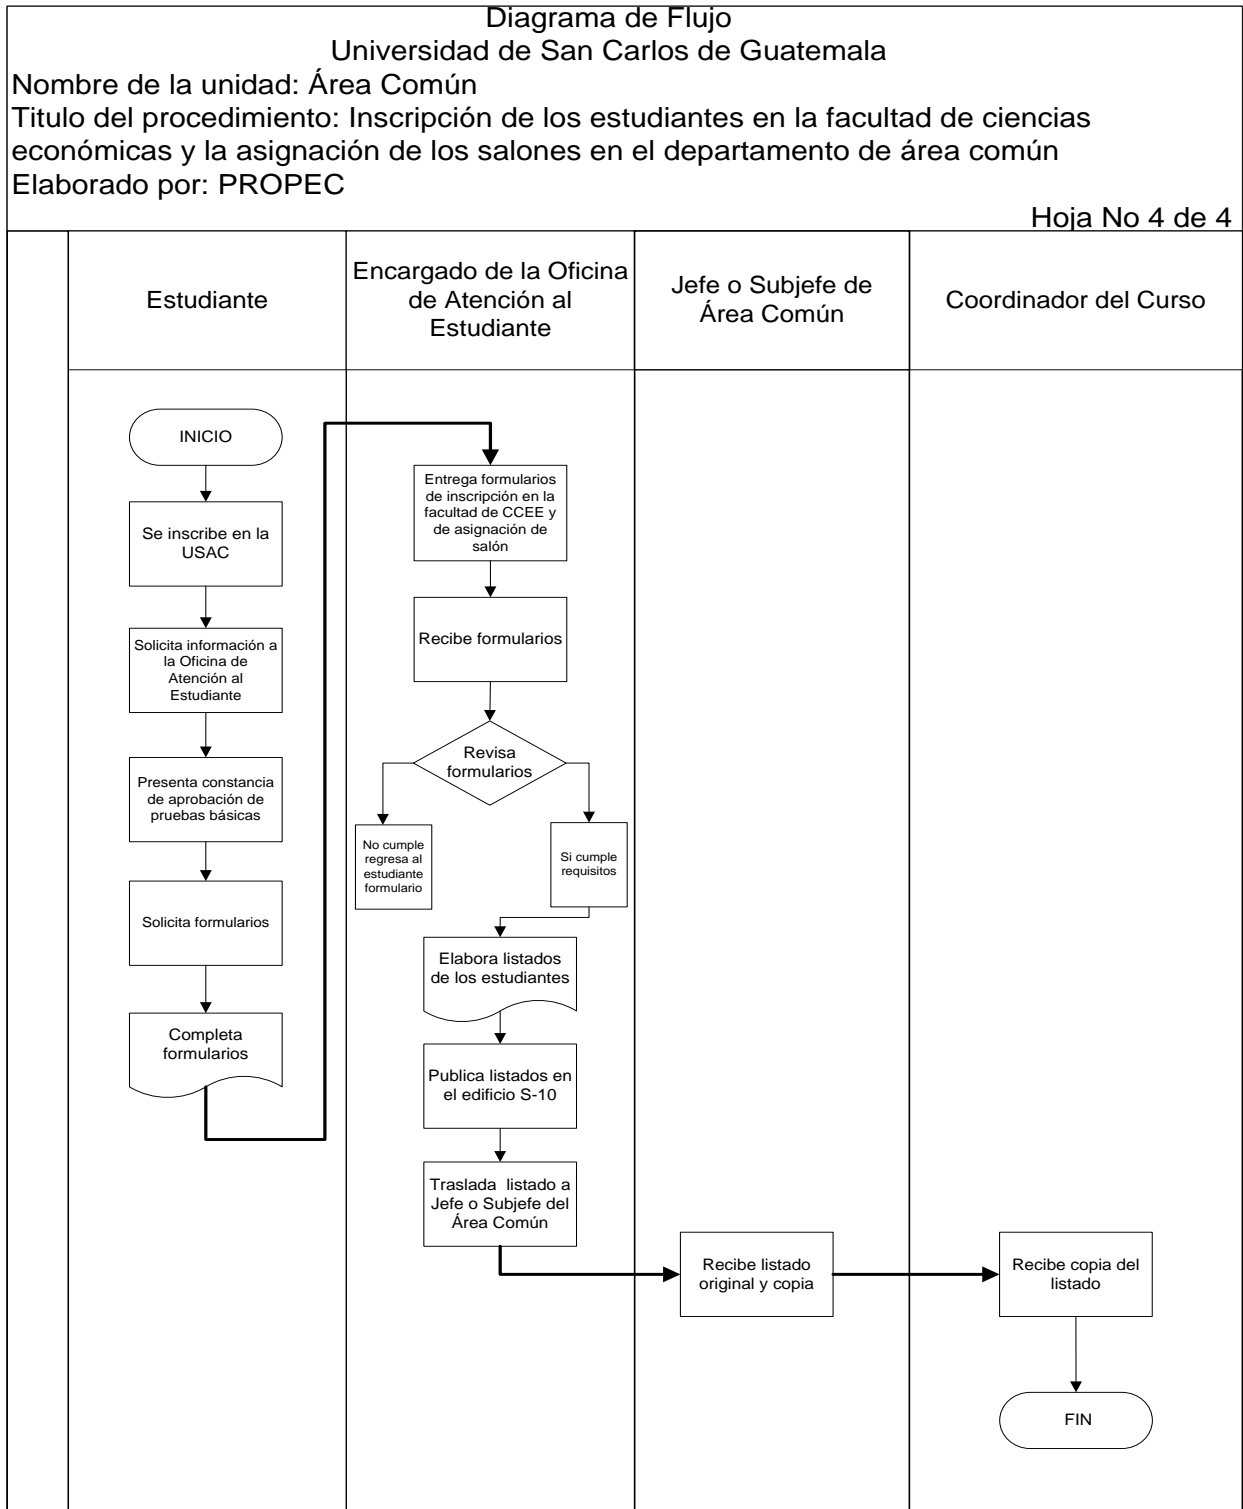 Diagrama de Flujo
Universidad de San Carlos de Guatemala
Nombre de la unidad: Área Común
Titulo del procedimiento: Inscripción de los estudiantes en la facultad de ciencias
económicas y la asignación de los salones en el departamento de área común
Elaborado por: PROPEC
Hoja No 4 de 4
Estudiante
Encargado de la Oficina
de Atención al
Estudiante
Jefe o Subjefe de
Área Común
Coordinador del Curso
INICIO
Se inscribe en la
USAC
Solicita información a
la Oficina de
Atención al
Estudiante
Presenta constancia
de aprobación de
pruebas básicas
Solicita formularios
Completa
formularios
Entrega formularios
de inscripción en la
facultad de CCEE y
de asignación de
salón
Recibe formularios
Revisa
formularios
No cumple
regresa al
estudiante
formulario
Si cumple
requisitos
Elabora listados
de los estudiantes
Publica listados en
el edificio S-10
Traslada listado a
Jefe o Subjefe del
Área Común
Recibe listado
original y copia
Recibe copia del
listado
FIN